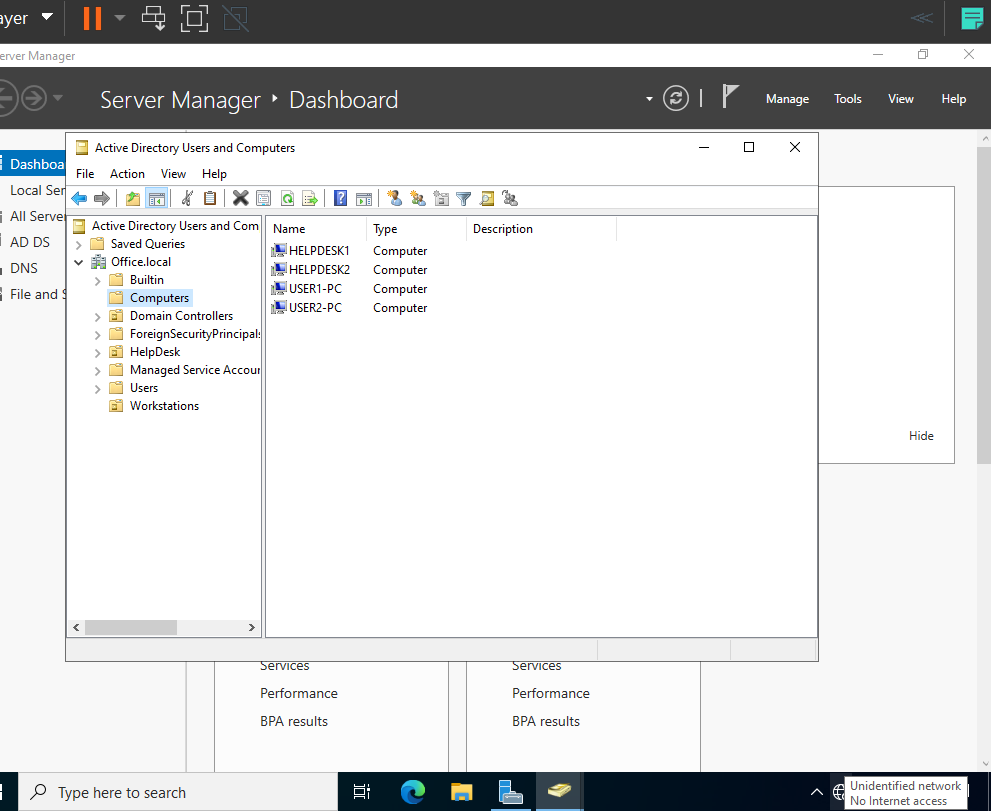 ayer
erver Manager
Server Manager ‣ Dashboard
Manage Tools View Help
Dashboa
Local Ser
All Server
AD DS
DNS
File and S
Active Directory Users and Computers
File Action View Help
Active Directory Users and Com
Saved Queries
Office.local
Builtin
Computers
Domain Controllers
ForeignSecurityPrincipals
HelpDesk
Managed Service Accour
Users
Workstations
Name Type Description
HELPDESK1 Computer
HELPDESK2 Computer
USER1-PC Computer
USER2-PC Computer
Hide
Services
Performance
BPA results
Services
Performance
BPA results
Type here to search
Unidentified network
No Internet access